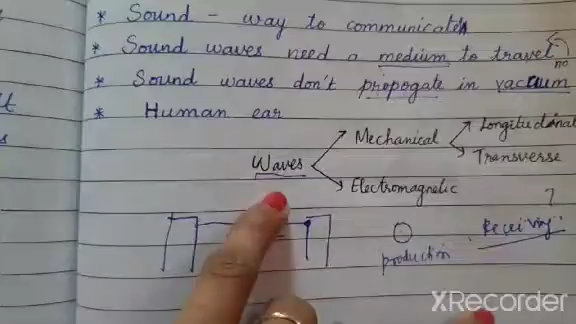 * Sound - way to communicate
* Sound waves need a medium to travel
no
* Sound waves don't propogate in vacuum
* Human ear
Mechanical
Longitudinal
Transverse
Waves
Electromagnetic
production
Receiving
XRecorder